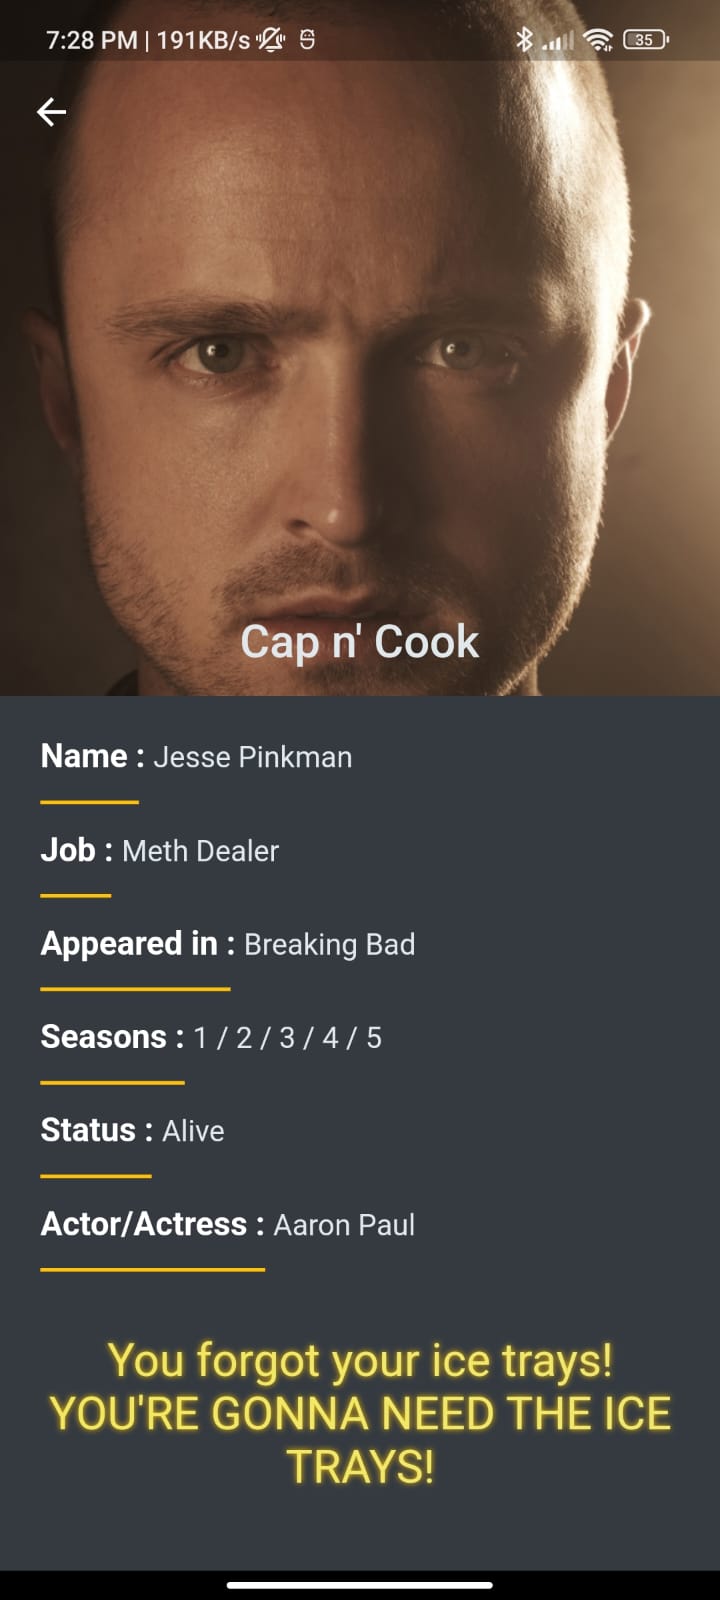 7:28 PM | 191KB/s
35
Cap n' Cook
Name : Jesse Pinkman
Job : Meth Dealer
Appeared in : Breaking Bad
Seasons : 1 / 2 / 3 / 4 / 5
Status : Alive
Actor/Actress : Aaron Paul
You forgot your ice trays!
YOU'RE GONNA NEED THE ICE
TRAYS!